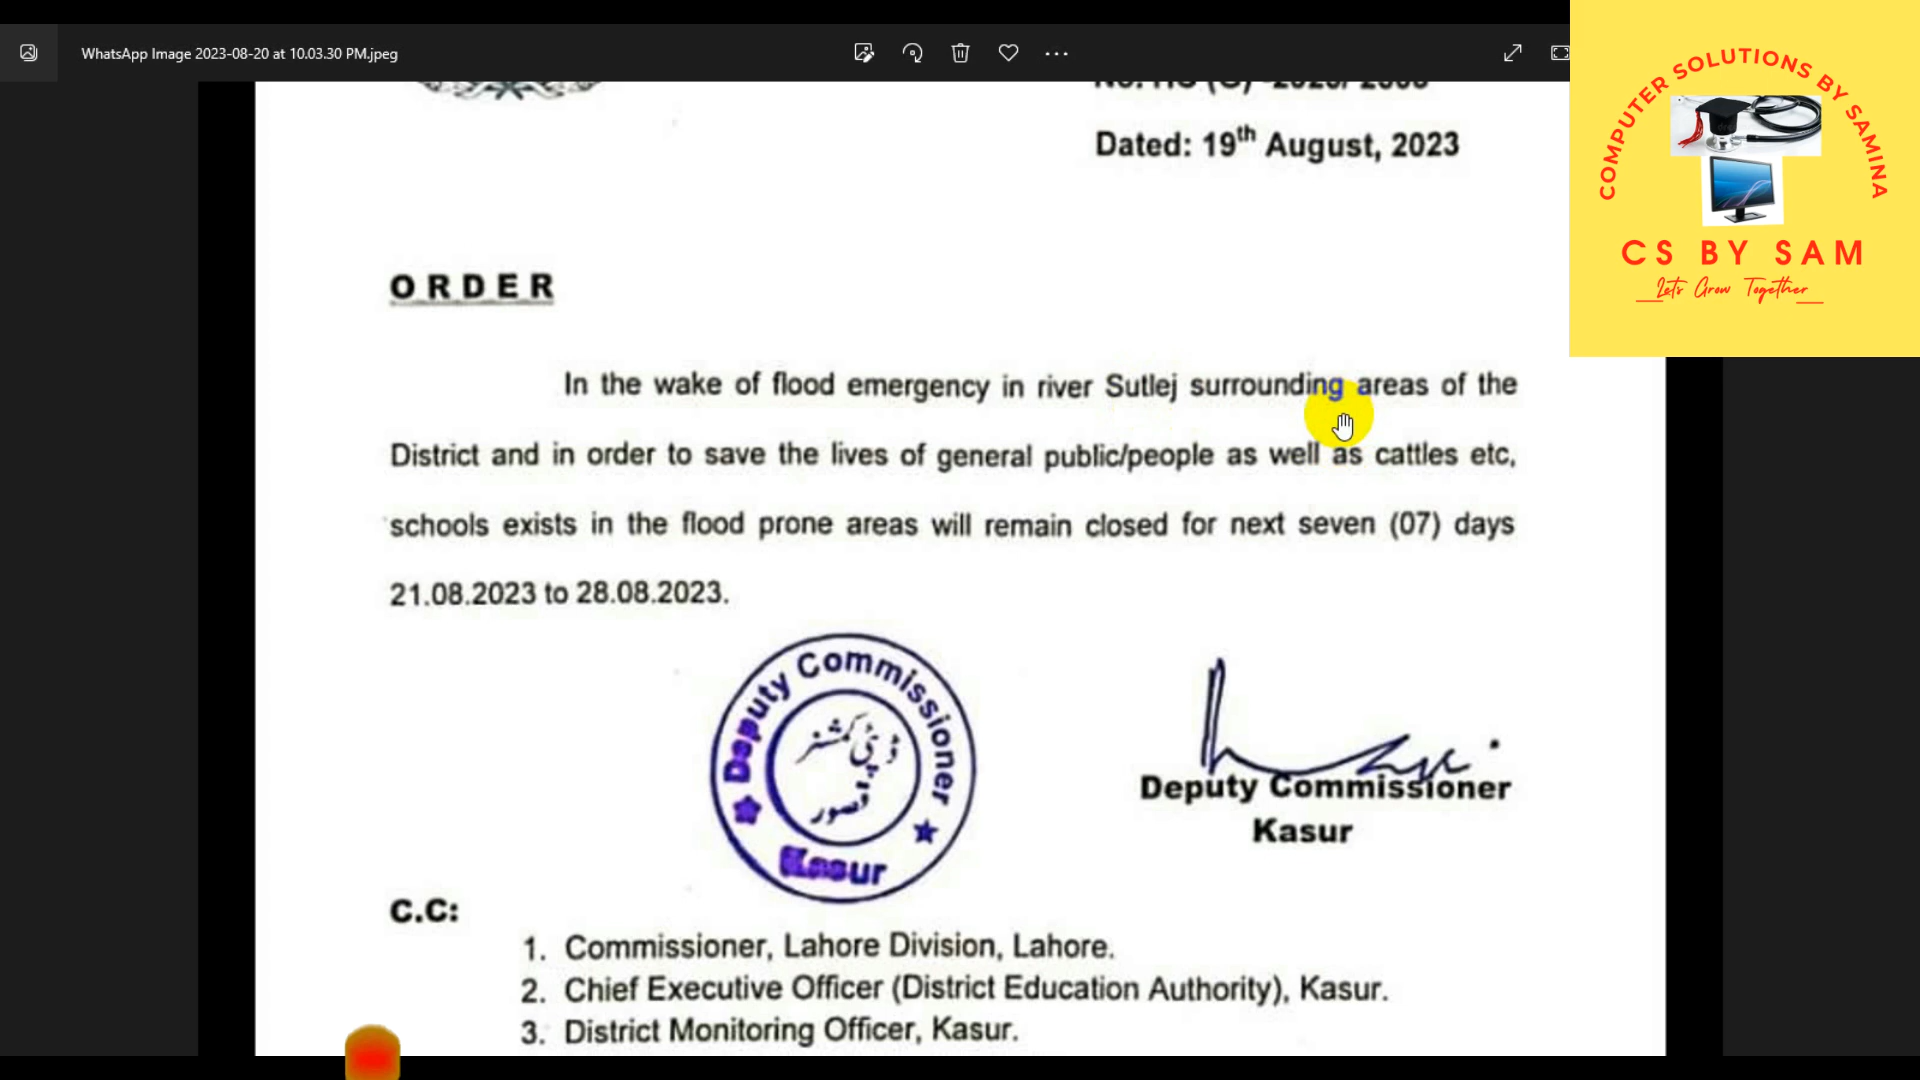 WhatsApp Image 2023-08-20 at 10.03.30 PM.jpeg
COMPUTER SOLUTIONS BY SAMINA
CS BY SAM
Let's Grow Together
Dated: 19th August, 2023
ORDER
In the wake of flood emergency in river Sutlej surrounding areas of the
District and in order to save the lives of general public/people as well as cattles etc,
schools exists in the flood prone areas will remain closed for next seven (07) days
21.08.2023 to 28.08.2023.
Deputy Commissioner
ڈپٹی کمشنر
قصور
Kasur
Deputy Commissioner
Kasur
C.C:
1. Commissioner, Lahore Division, Lahore.
2. Chief Executive Officer (District Education Authority), Kasur.
3. District Monitoring Officer, Kasur.